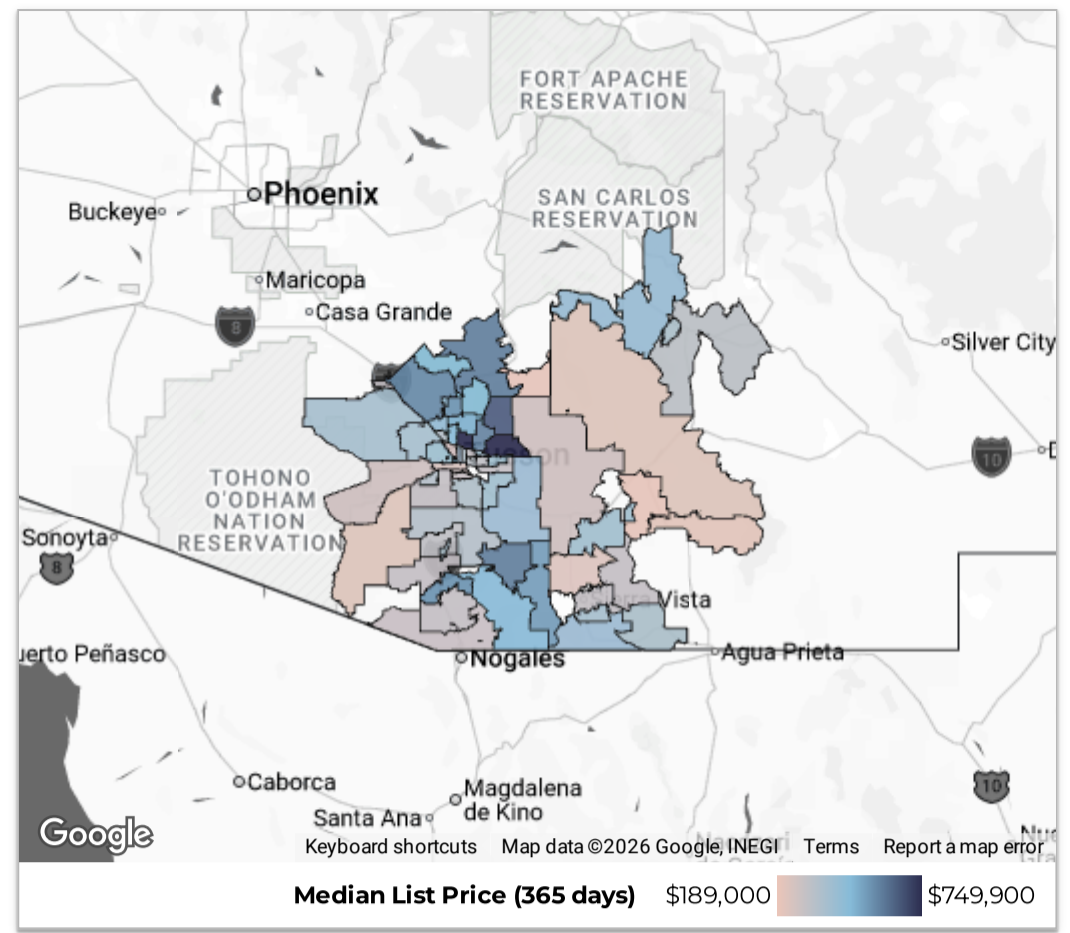 FORT APACHE
RESERVATION
Phoenix
SAN CARLOS
RESERVATION
Buckeye
Maricopa
Casa Grande
8
Silver City
10
TOHONO
O'ODHAM
NATION
RESERVATION
Sonoyta
8
Sierra Vista
uerto Peñasco
Nogales
Agua Prieta
Caborca
Magdalena
de Kino
10
Santa Ana
Google
Keyboard shortcuts
Map data ©2026 Google, INEGI
Terms
Report a map error
Median List Price (365 days)
$189,000
$749,900